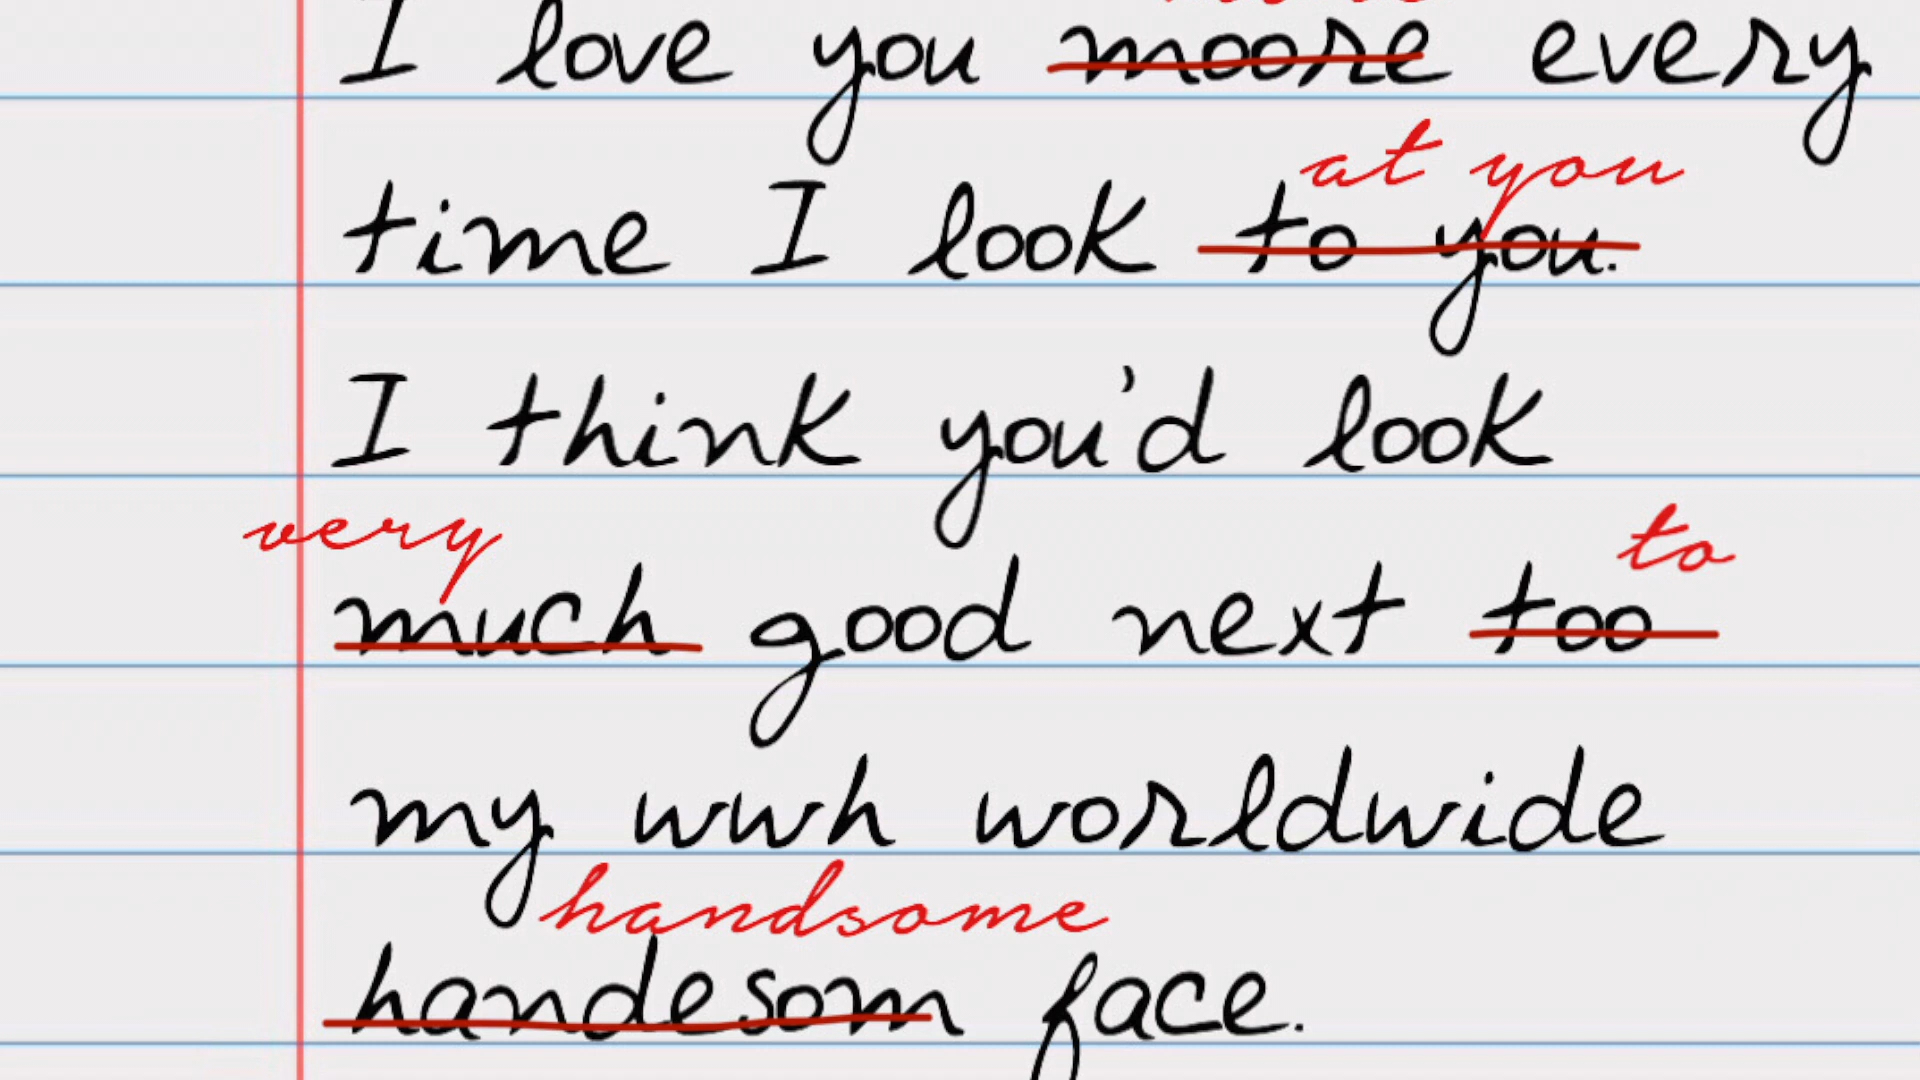 I love you moore every
at you
time I look to you.
I think you'd look
very to
much good next too
my wwh worldwide
handsome
handesom face.